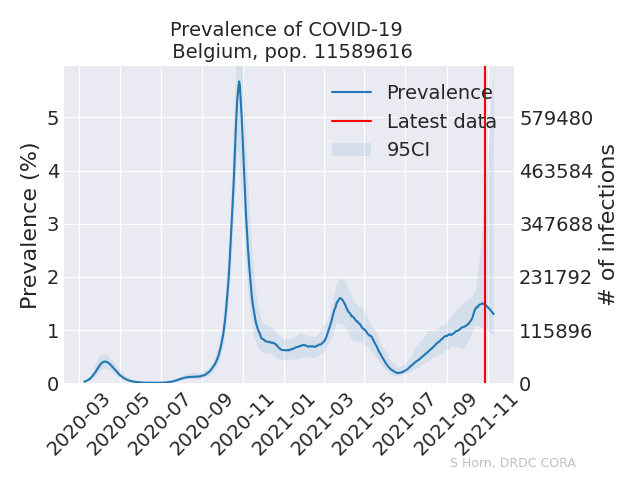 Prevalence of COVID-19
Belgium, pop. 11589616
Prevalence
Latest data
95CI
Prevalence (%)
5
4
3
2
1
0
579480
463584
347688
231792
115896
0
# of infections
2020-03
2020-05
2020-07
2020-09
2020-11
2021-01
2021-03
2021-05
2021-07
2021-09
2021-11
S Horn, DRDC CORA